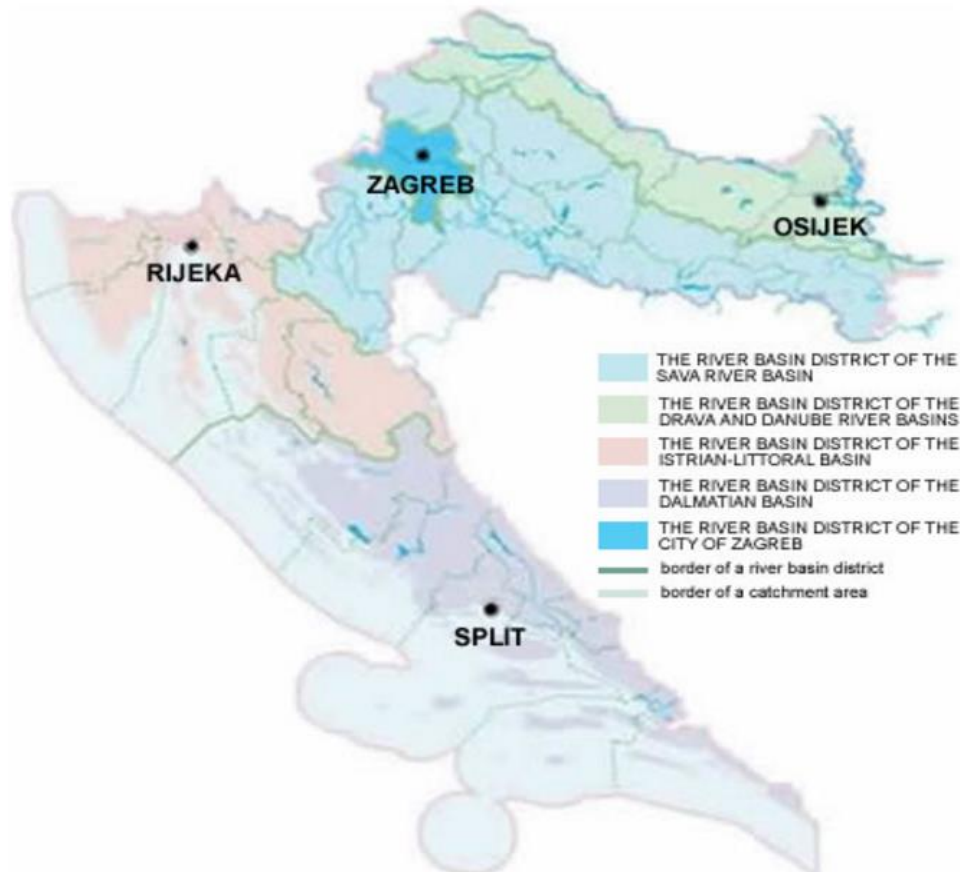 ZAGREB
OSIJEK
RIJEKA
THE RIVER BASIN DISTRICT OF THE
SAVA RIVER BASIN
THE RIVER BASIN DISTRICT OF THE
DRAVA AND DANUBE RIVER BASINS
THE RIVER BASIN DISTRICT OF THE
ISTRIAN-LITTORAL BASIN
THE RIVER BASIN DISTRICT OF THE
DALMATIAN BASIN
THE RIVER BASIN DISTRICT OF THE
CITY OF ZAGREB
border of a river basin district
border of a catchment area
SPLIT